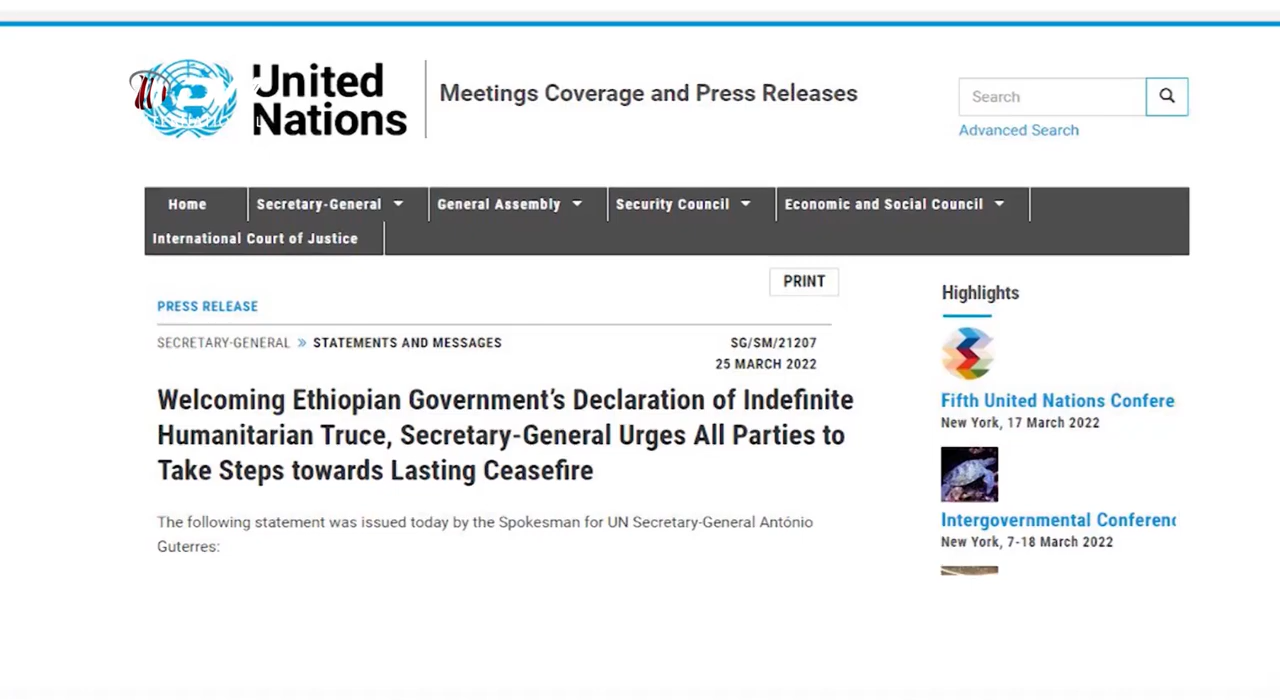 United
Nations
Meetings Coverage and Press Releases
Search
Advanced Search
Home
Secretary-General
General Assembly
Security Council
Economic and Social Council
International Court of Justice
PRINT
PRESS RELEASE
SECRETARY-GENERAL » STATEMENTS AND MESSAGES
SG/SM/21207
25 MARCH 2022
Welcoming Ethiopian Government’s Declaration of Indefinite
Humanitarian Truce, Secretary-General Urges All Parties to
Take Steps towards Lasting Ceasefire
The following statement was issued today by the Spokesman for UN Secretary-General António
Guterres:
Highlights
Fifth United Nations Confere
New York, 17 March 2022
Intergovernmental Conferenc
New York, 7-18 March 2022